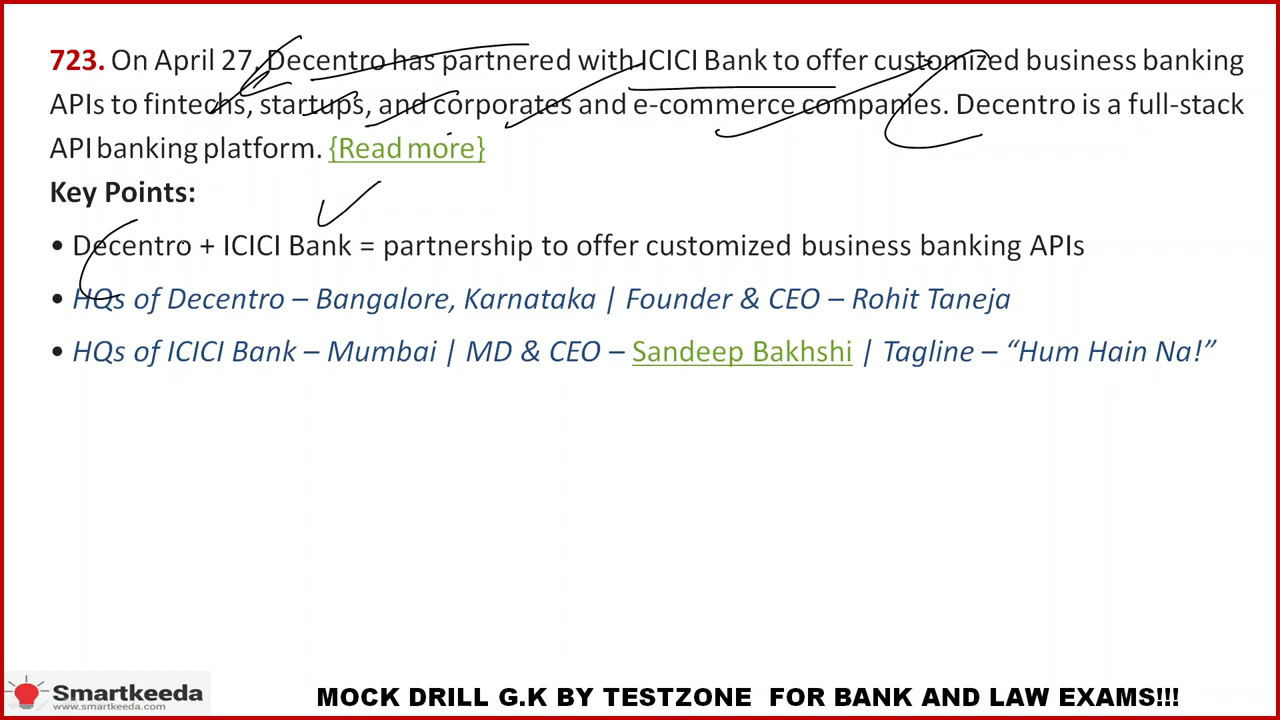 723. On April 27, Decentro has partnered with ICICI Bank to offer customized business banking
APIs to fintechs, startups, and corporates and e-commerce companies. Decentro is a full-stack
API banking platform. {Read more}
Key Points:
• Decentro + ICICI Bank = partnership to offer customized business banking APIs
• HQs of Decentro – Bangalore, Karnataka | Founder & CEO – Rohit Taneja
• HQs of ICICI Bank – Mumbai | MD & CEO – Sandeep Bakhshi | Tagline – “Hum Hain Na!”
Smartkeeda
www.smartkeeda.com
MOCK DRILL G.K BY TESTZONE FOR BANK AND LAW EXAMS!!!